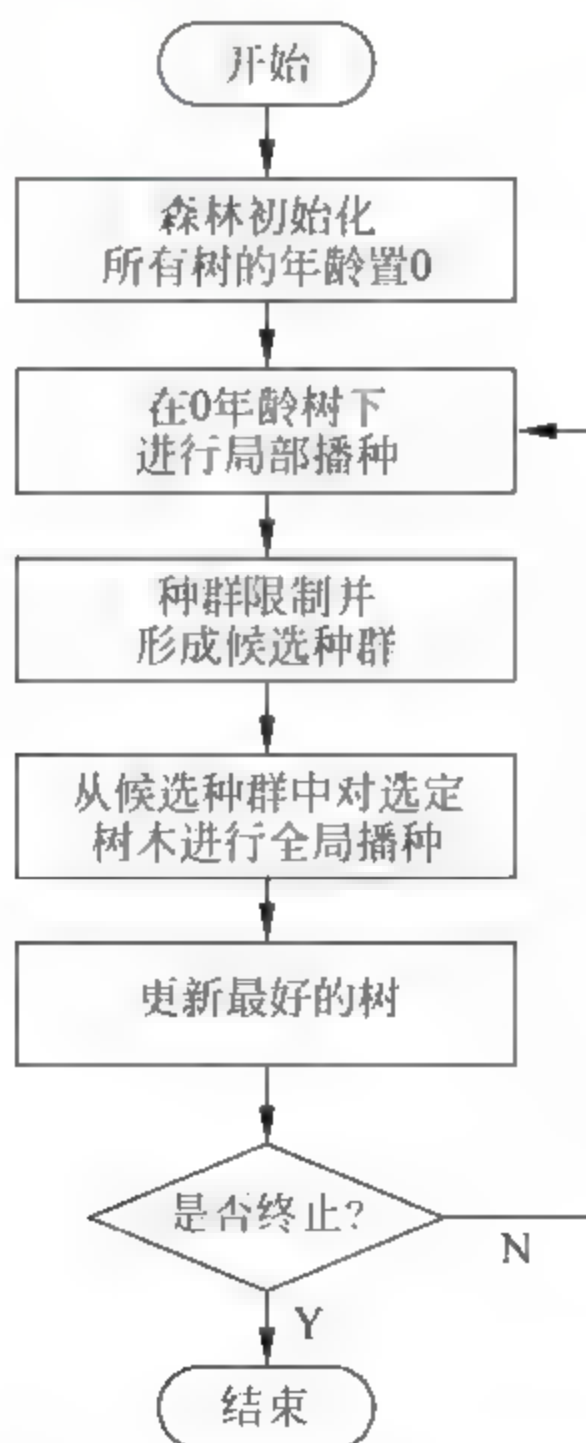 开始
森林初始化
所有树的年龄置0
在0年龄树下
进行局部播种
种群限制并
形成候选种群
从候选种群中对选定
树木进行全局播种
更新最好的树
是否终止?
N
Y
结束